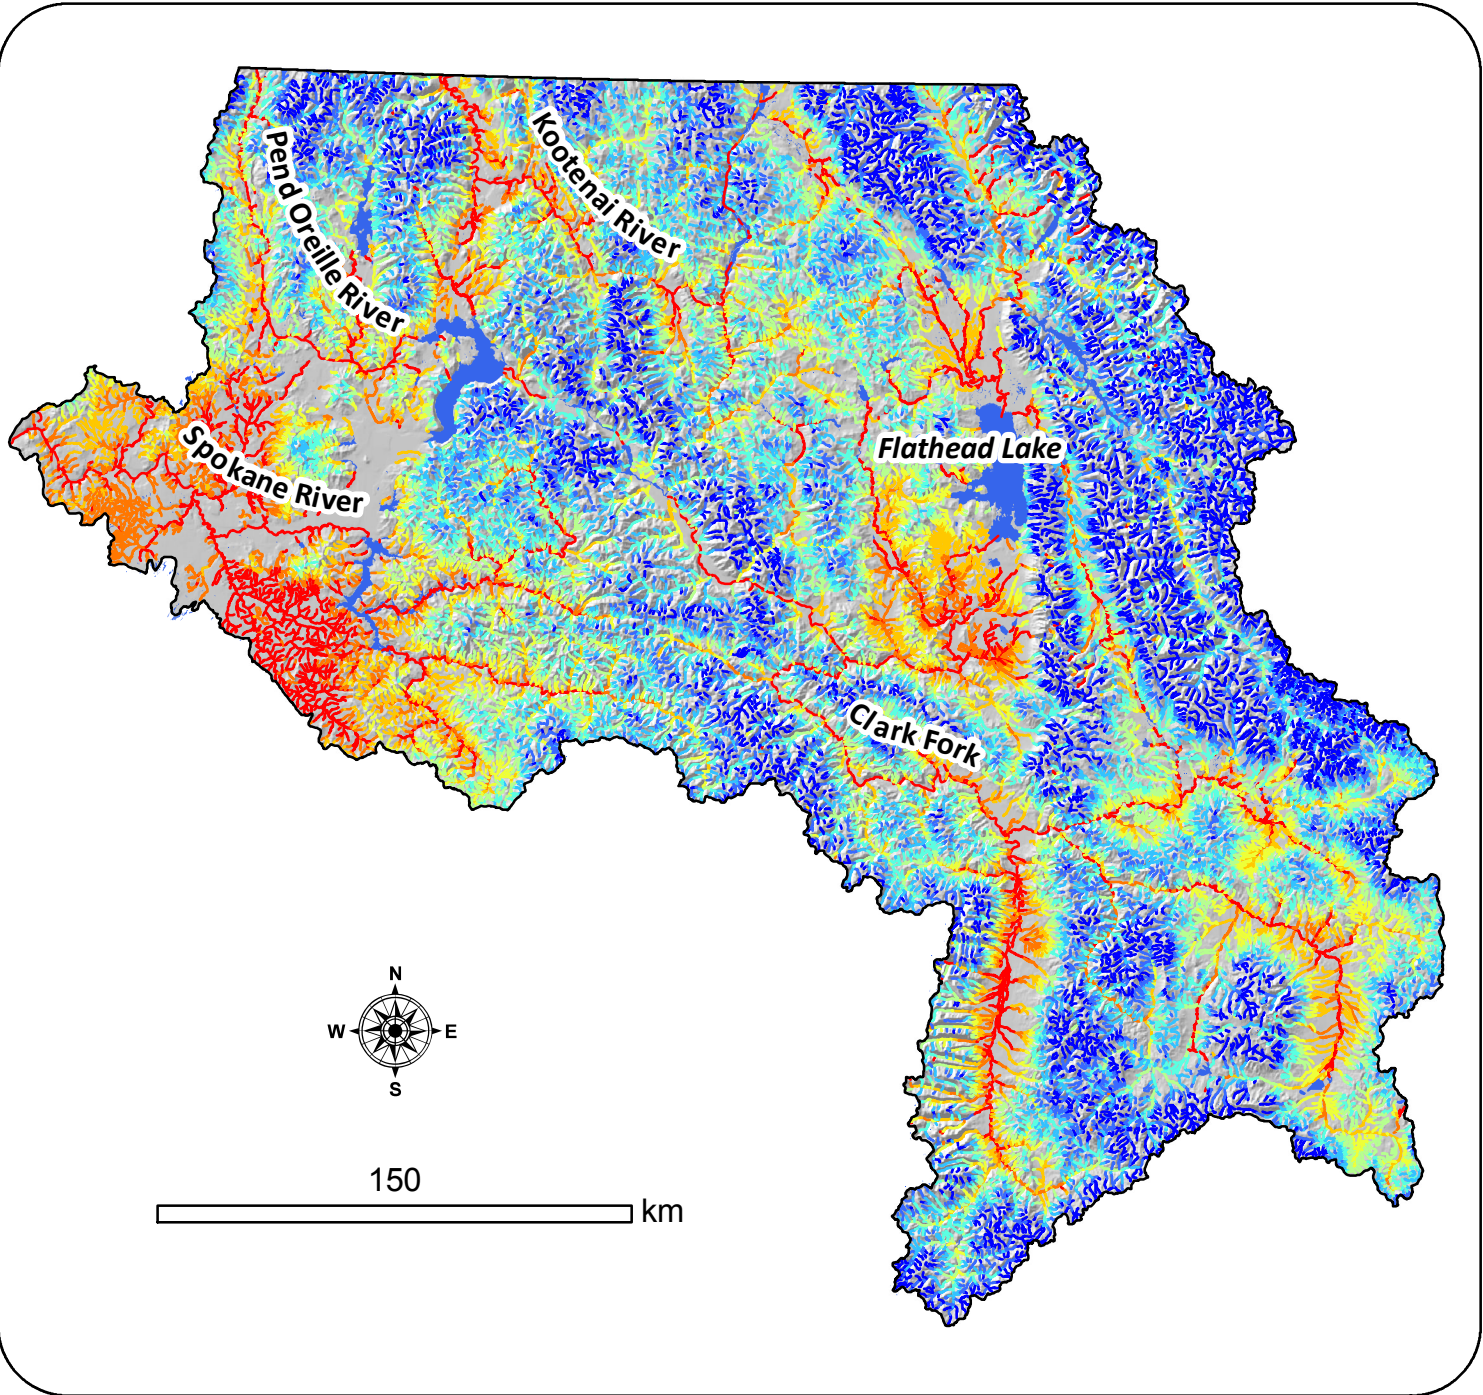 Pend Oreille River
Kootenai River
Flathead Lake
Spokane River
Clark Fork
N
W
E
S
150
km